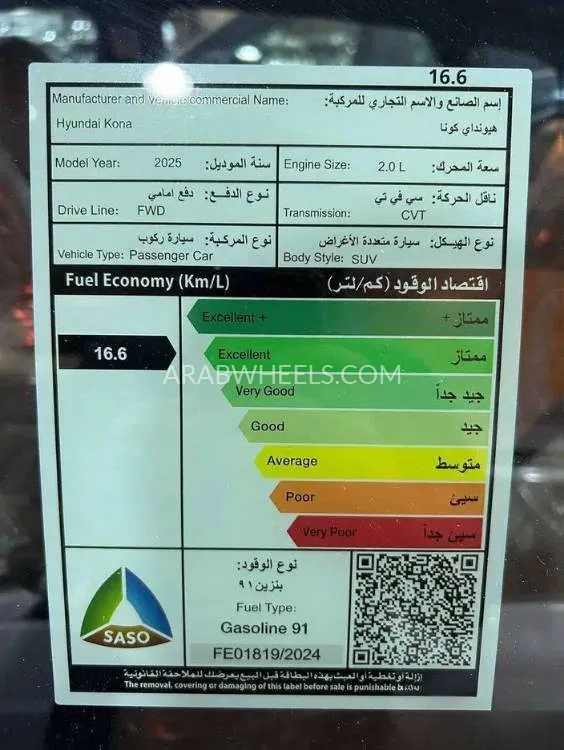 16.6
Manufacturer and Vehicle commercial Name: إسم الصانع والاسم التجاري للمركبة:
Hyundai Kona هيونداي كونا
Model Year: 2025 سنة الموديل: Engine Size: 2.0 L سعة المحرك:
نوع الدفع: دفع امامي
Drive Line: FWD
ناقل الحركة: سي في تي
Transmission: CVT
نوع المركبة: سيارة ركوب
Vehicle Type: Passenger Car
نوع الهيكل: سيارة متعددة الأغراض
Body Style: SUV
Fuel Economy (Km/L) اقتصاد الوقود (كم/لتر)
Excellent + ممتاز+
16.6
Excellent ممتاز
ARABWHEELS.COM
Very Good جيد جداً
Good جيد
Average متوسط
Poor سيئ
Very Poor سيئ جداً
نوع الوقود:
بنزين ٩١
Fuel Type:
Gasoline 91
FE01819/2024
SASO
إزالة او تغطية أو العبث بهذه البطاقة قبل البيع يعرضك للملاحقة القانونية
The removal, covering or damaging of this label before sale is punishable